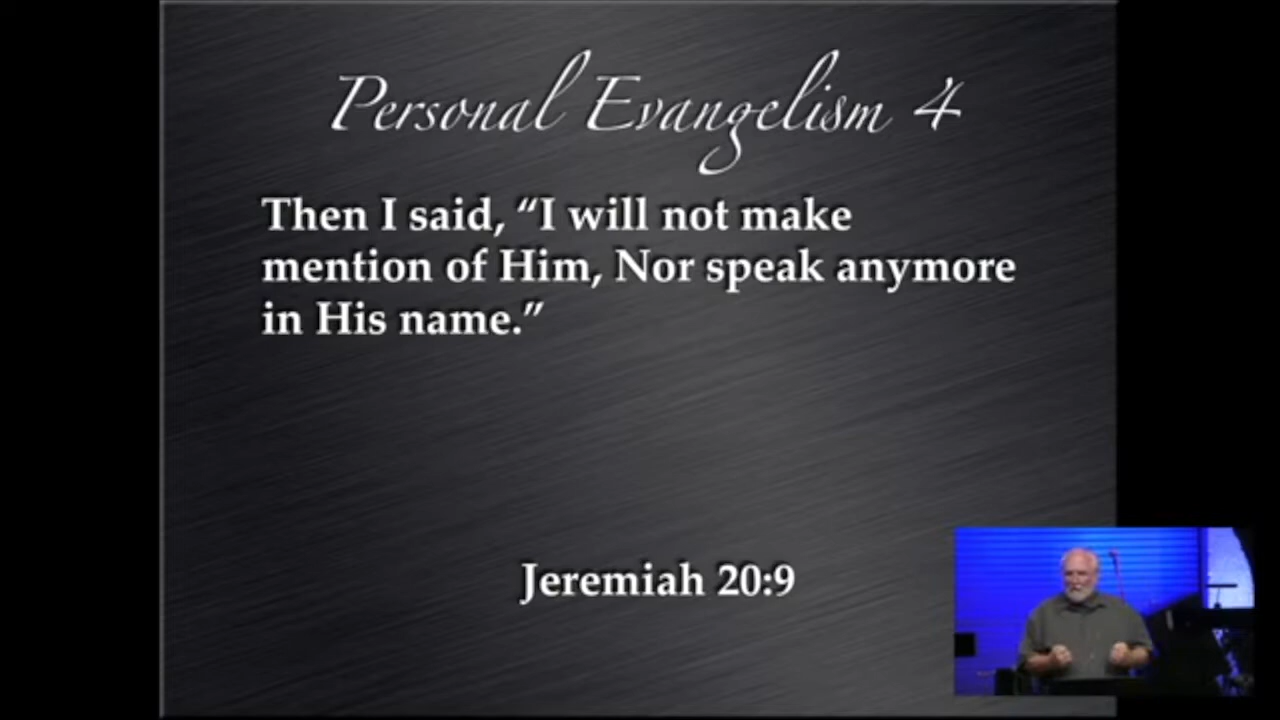 Personal Evangelism 4
Then I said, “I will not make
mention of Him, Nor speak anymore
in His name.”
Jeremiah 20:9